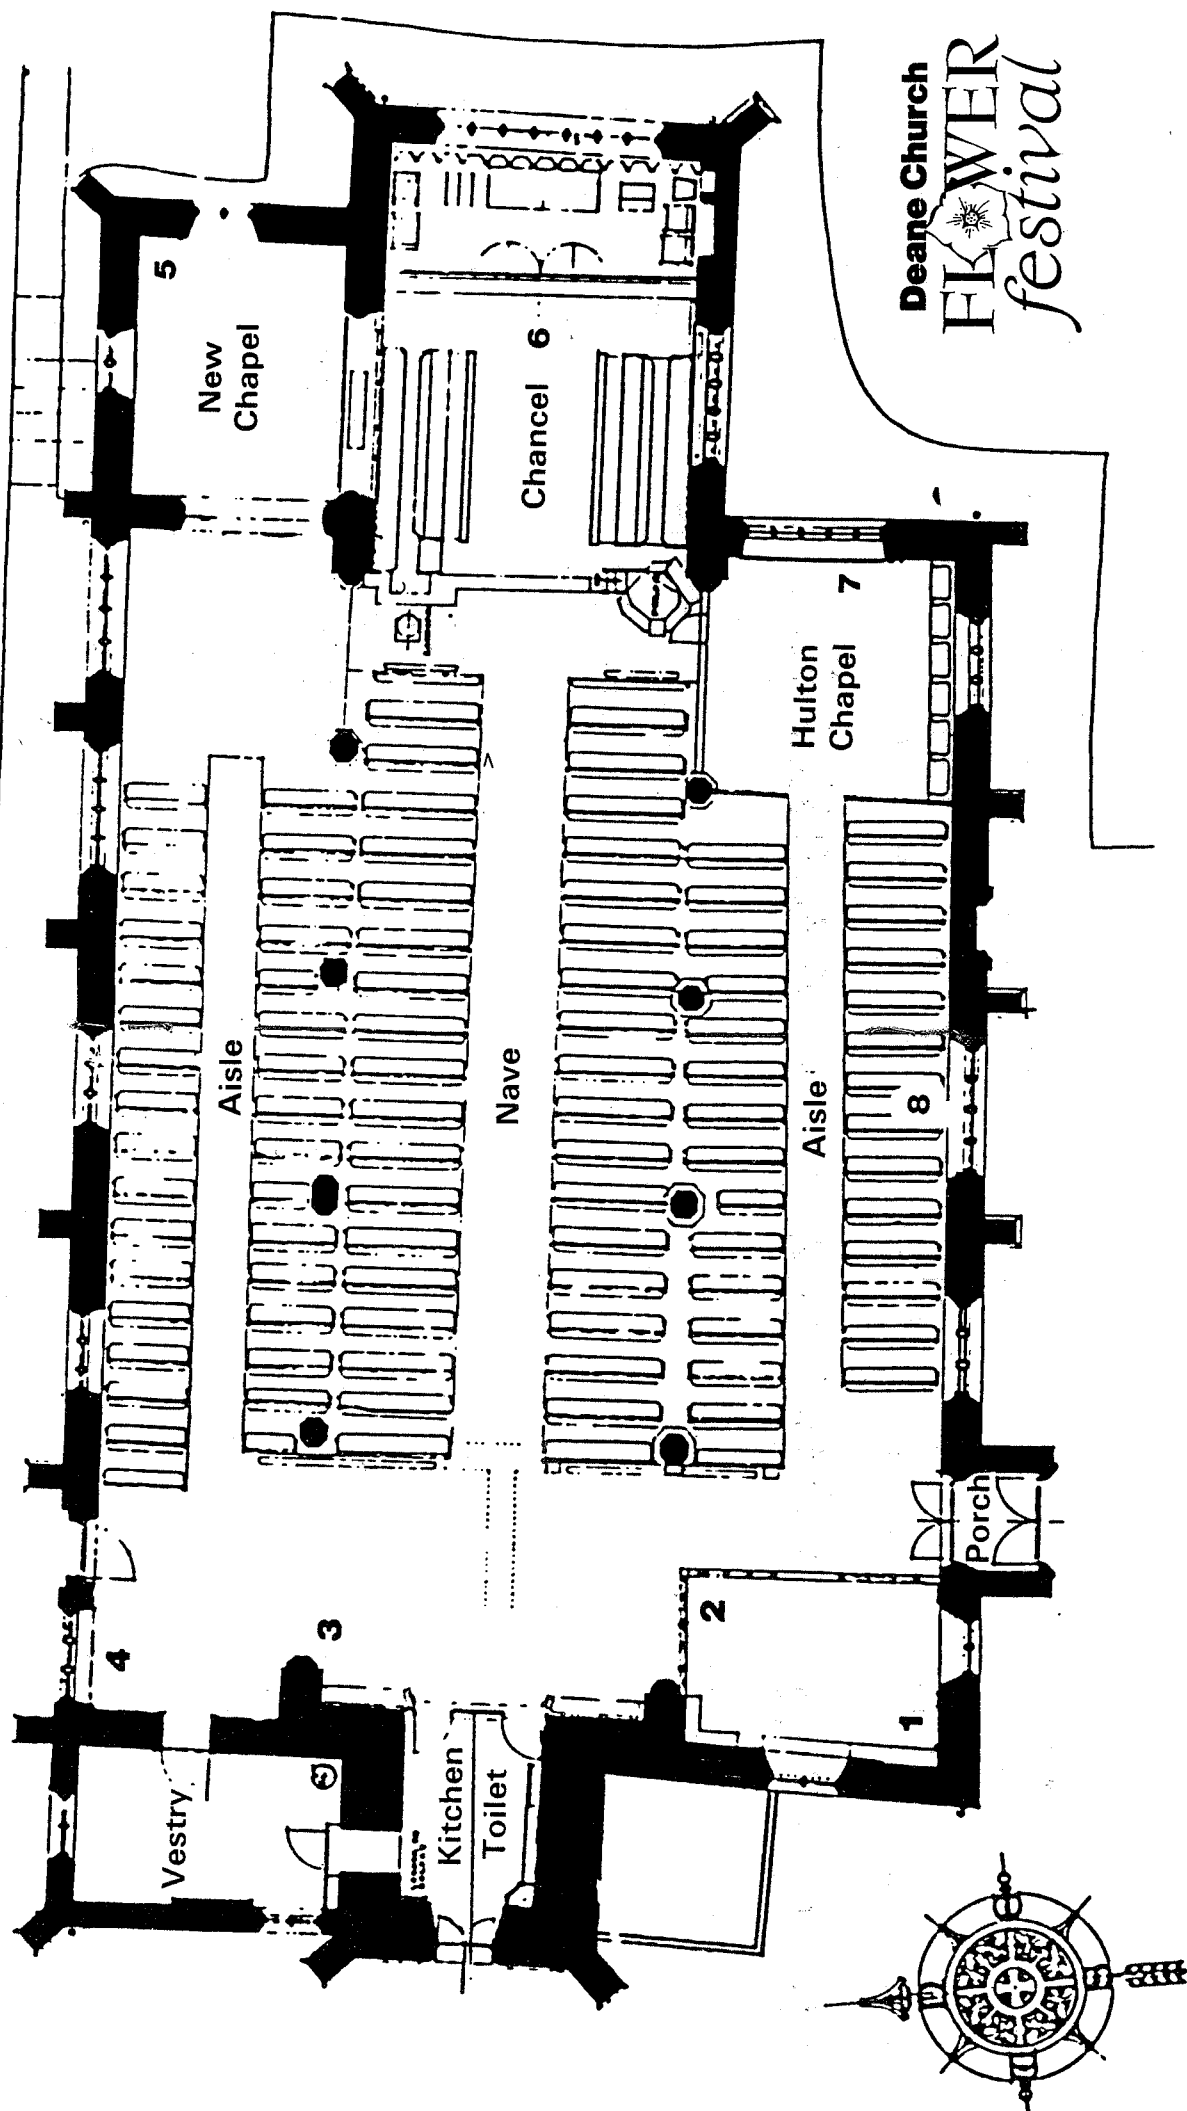 Deane Church
FLOWER
festival
5
New
Chapel
Chancel 6
7
Hulton
Chapel
Aisle
Nave
Aisle
8
Porch
4
3
2
1
Vestry
Kitchen
Toilet